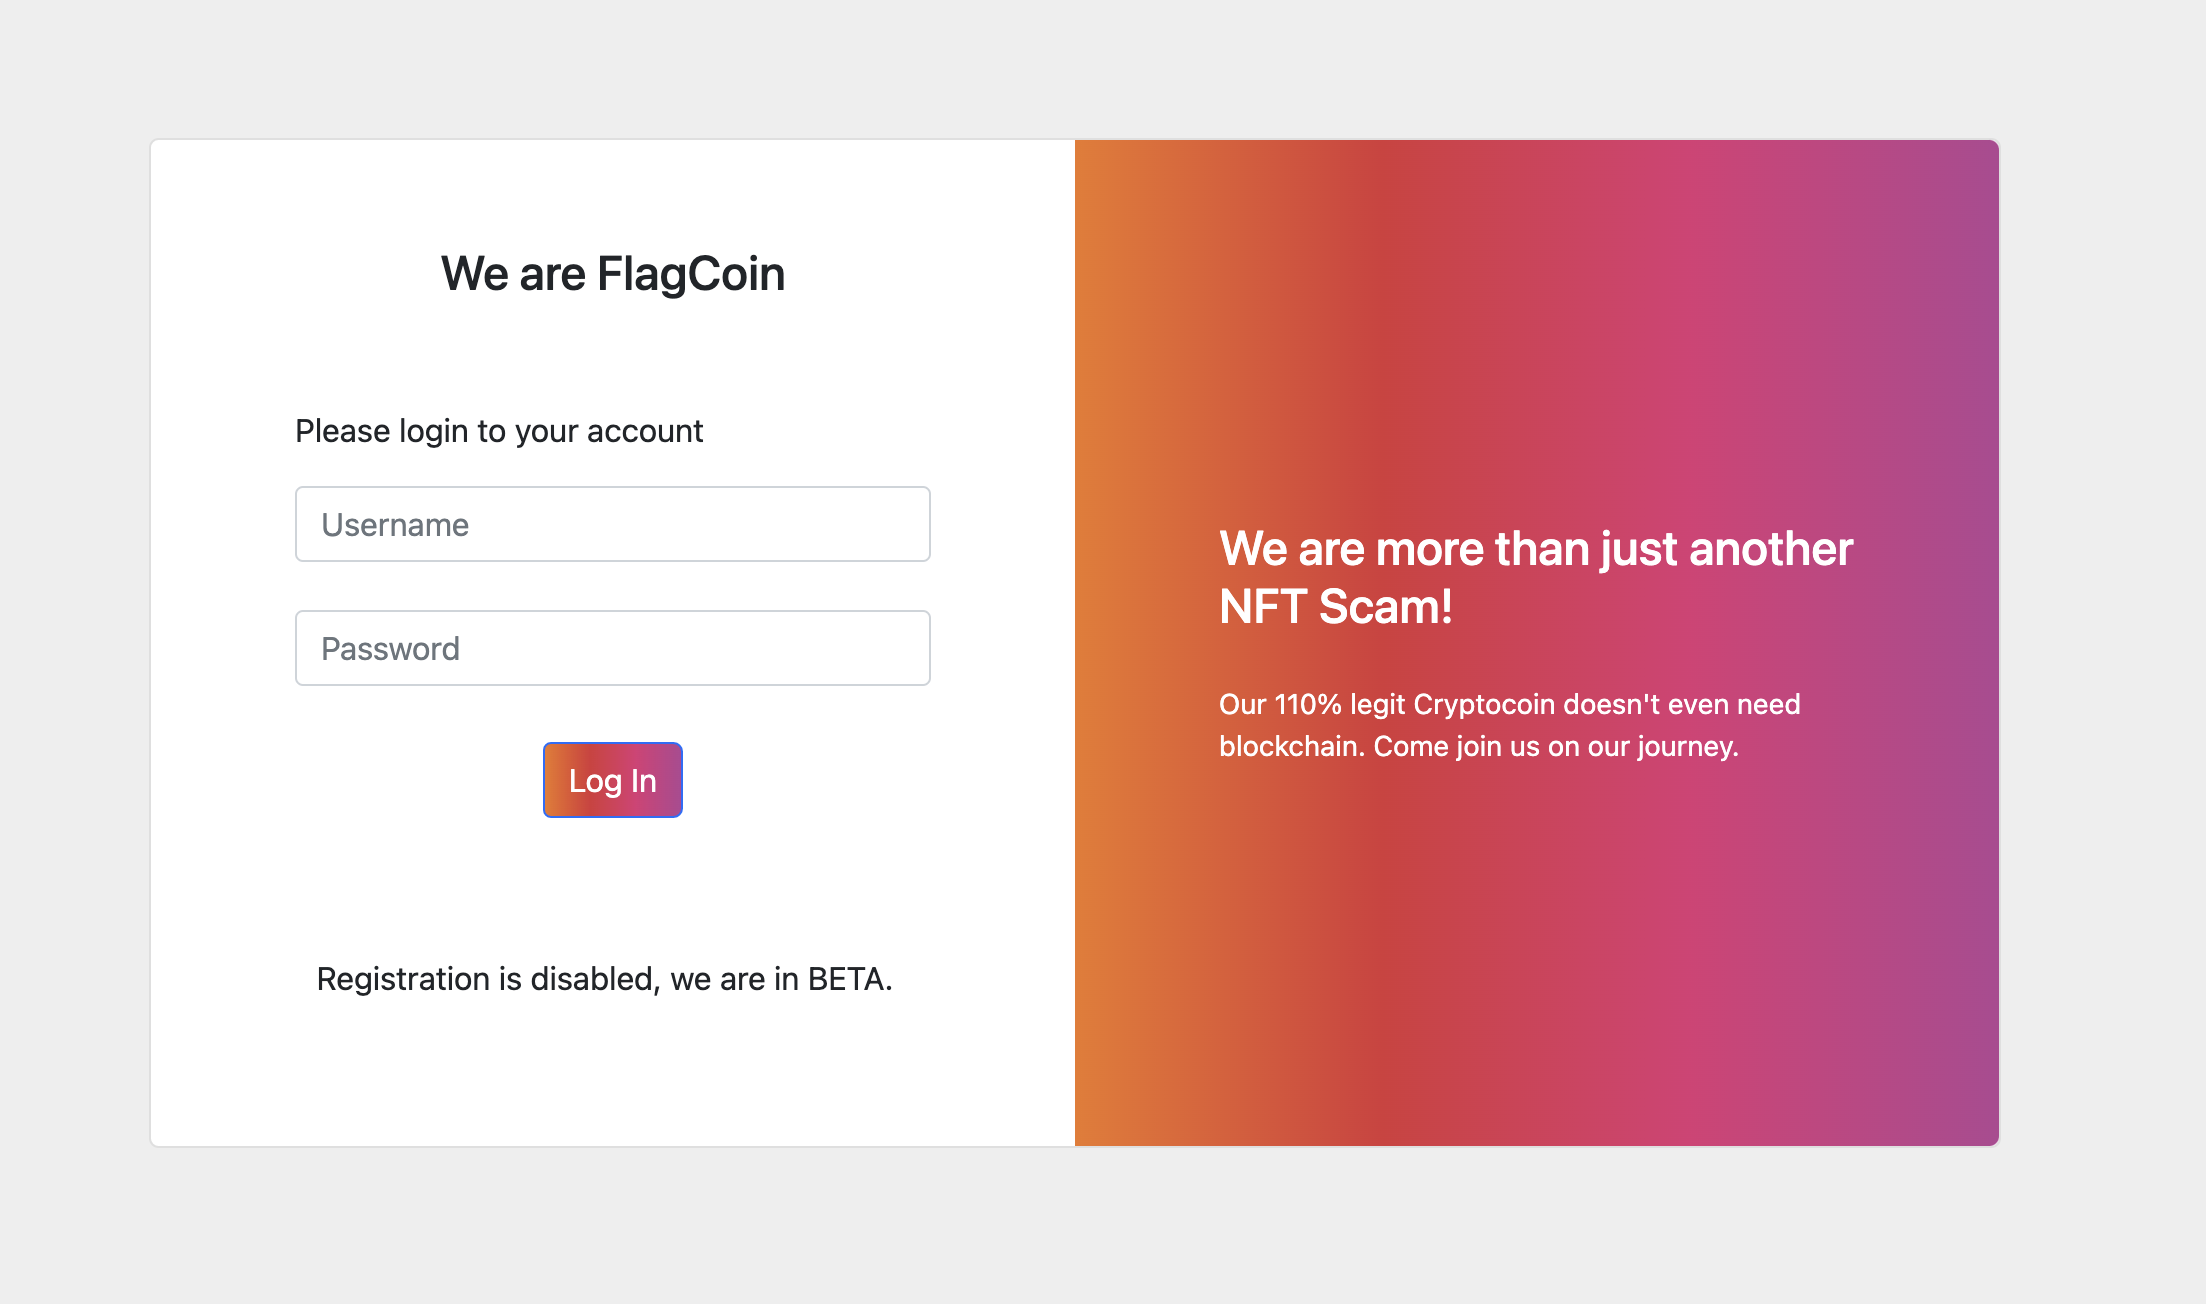 We are FlagCoin
Please login to your account
Username
Password
Log In
Registration is disabled, we are in BETA.
We are more than just another
NFT Scam!
Our 110% legit Cryptocoin doesn't even need
blockchain. Come join us on our journey.